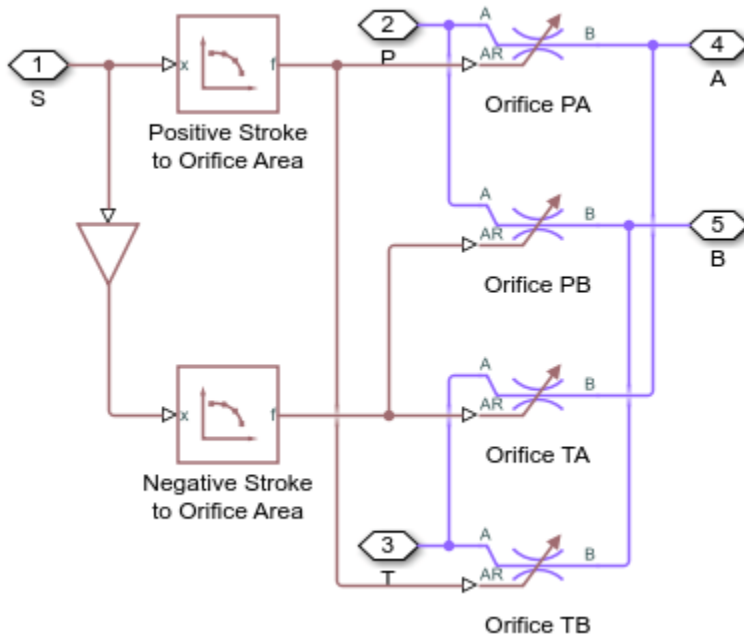 2
P
A
AR
B
Orifice PA
4
A
1
S
x
f
Positive Stroke
to Orifice Area
A
AR
B
Orifice PB
5
B
x
f
Negative Stroke
to Orifice Area
A
AR
B
Orifice TA
3
T
A
AR
B
Orifice TB